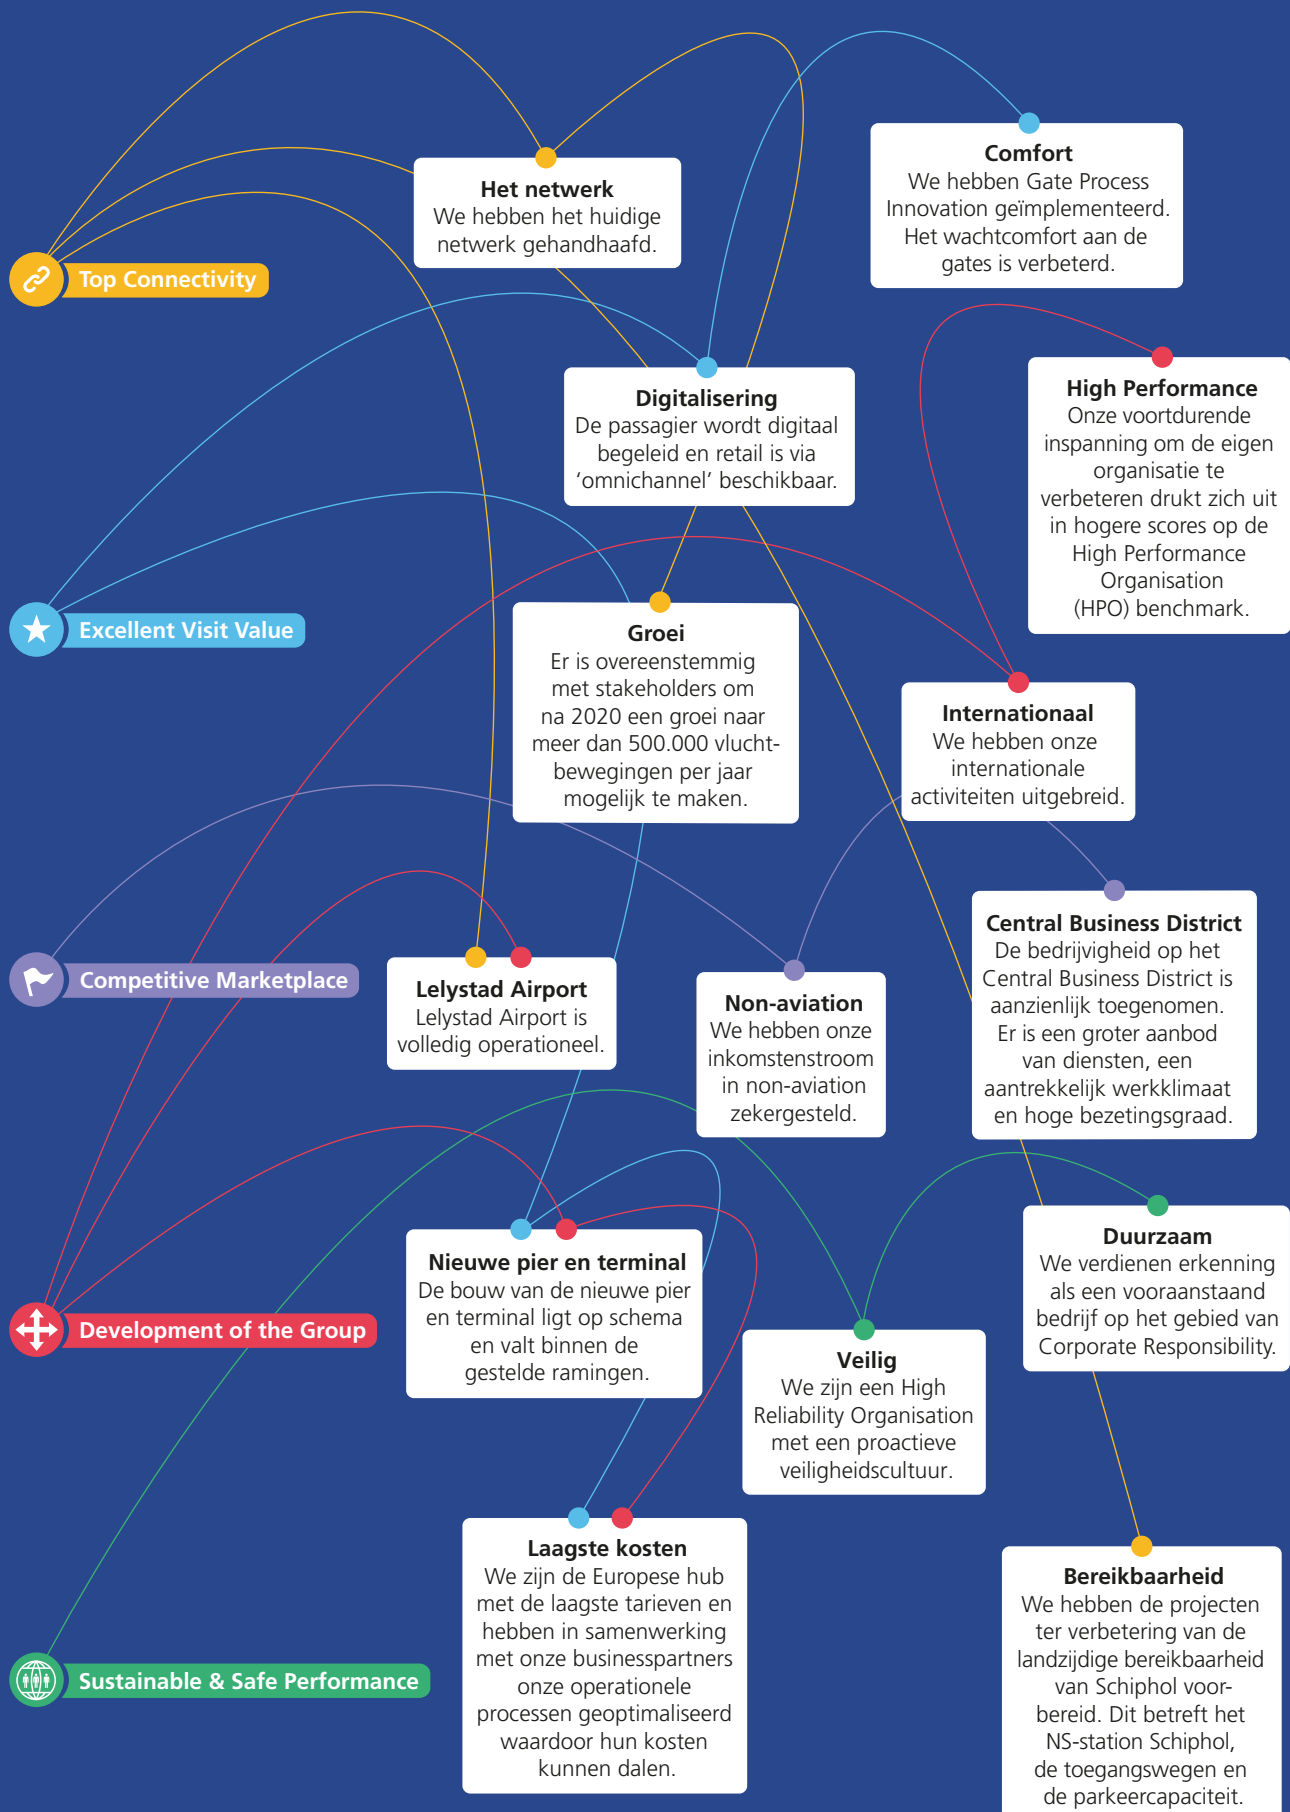 Het netwerk
We hebben het huidige
netwerk gehandhaafd.
Comfort
We hebben Gate Process
Innovation geïmplementeerd.
Het wachtcomfort aan de
gates is verbeterd.
Top Connectivity
Digitalisering
De passagier wordt digitaal
begeleid en retail is via
‘omnichannel’ beschikbaar.
High Performance
Onze voortdurende
inspanning om de eigen
organisatie te
verbeteren drukt zich uit
in hogere scores op de
High Performance
Organisation
(HPO) benchmark.
Excellent Visit Value
Groei
Er is overeenstemmig
met stakeholders om
na 2020 een groei naar
meer dan 500.000 vlucht-
bewegingen per jaar
mogelijk te maken.
Internationaal
We hebben onze
internationale
activiteiten uitgebreid.
Competitive Marketplace
Lelystad Airport
Lelystad Airport is
volledig operationeel.
Non-aviation
We hebben onze
inkomstenstroom
in non-aviation
zekergesteld.
Central Business District
De bedrijvigheid op het
Central Business District is
aanzienlijk toegenomen.
Er is een groter aanbod
van diensten, een
aantrekkelijk werkklimaat
en hoge bezetingsgraad.
Development of the Group
Nieuwe pier en terminal
De bouw van de nieuwe pier
en terminal ligt op schema
en valt binnen de
gestelde ramingen.
Veilig
We zijn een High
Reliability Organisation
met een proactieve
veiligheidscultuur.
Duurzaam
We verdienen erkenning
als een vooraanstaand
bedrijf op het gebied van
Corporate Responsibility.
Sustainable & Safe Performance
Laagste kosten
We zijn de Europese hub
met de laagste tarieven en
hebben in samenwerking
met onze businesspartners
onze operationele
processen geoptimaliseerd
waardoor hun kosten
kunnen dalen.
Bereikbaarheid
We hebben de projecten
ter verbetering van de
landzijdige bereikbaarheid
van Schiphol voor-
bereid. Dit betreft het
NS-station Schiphol,
de toegangswegen en
de parkeercapaciteit.